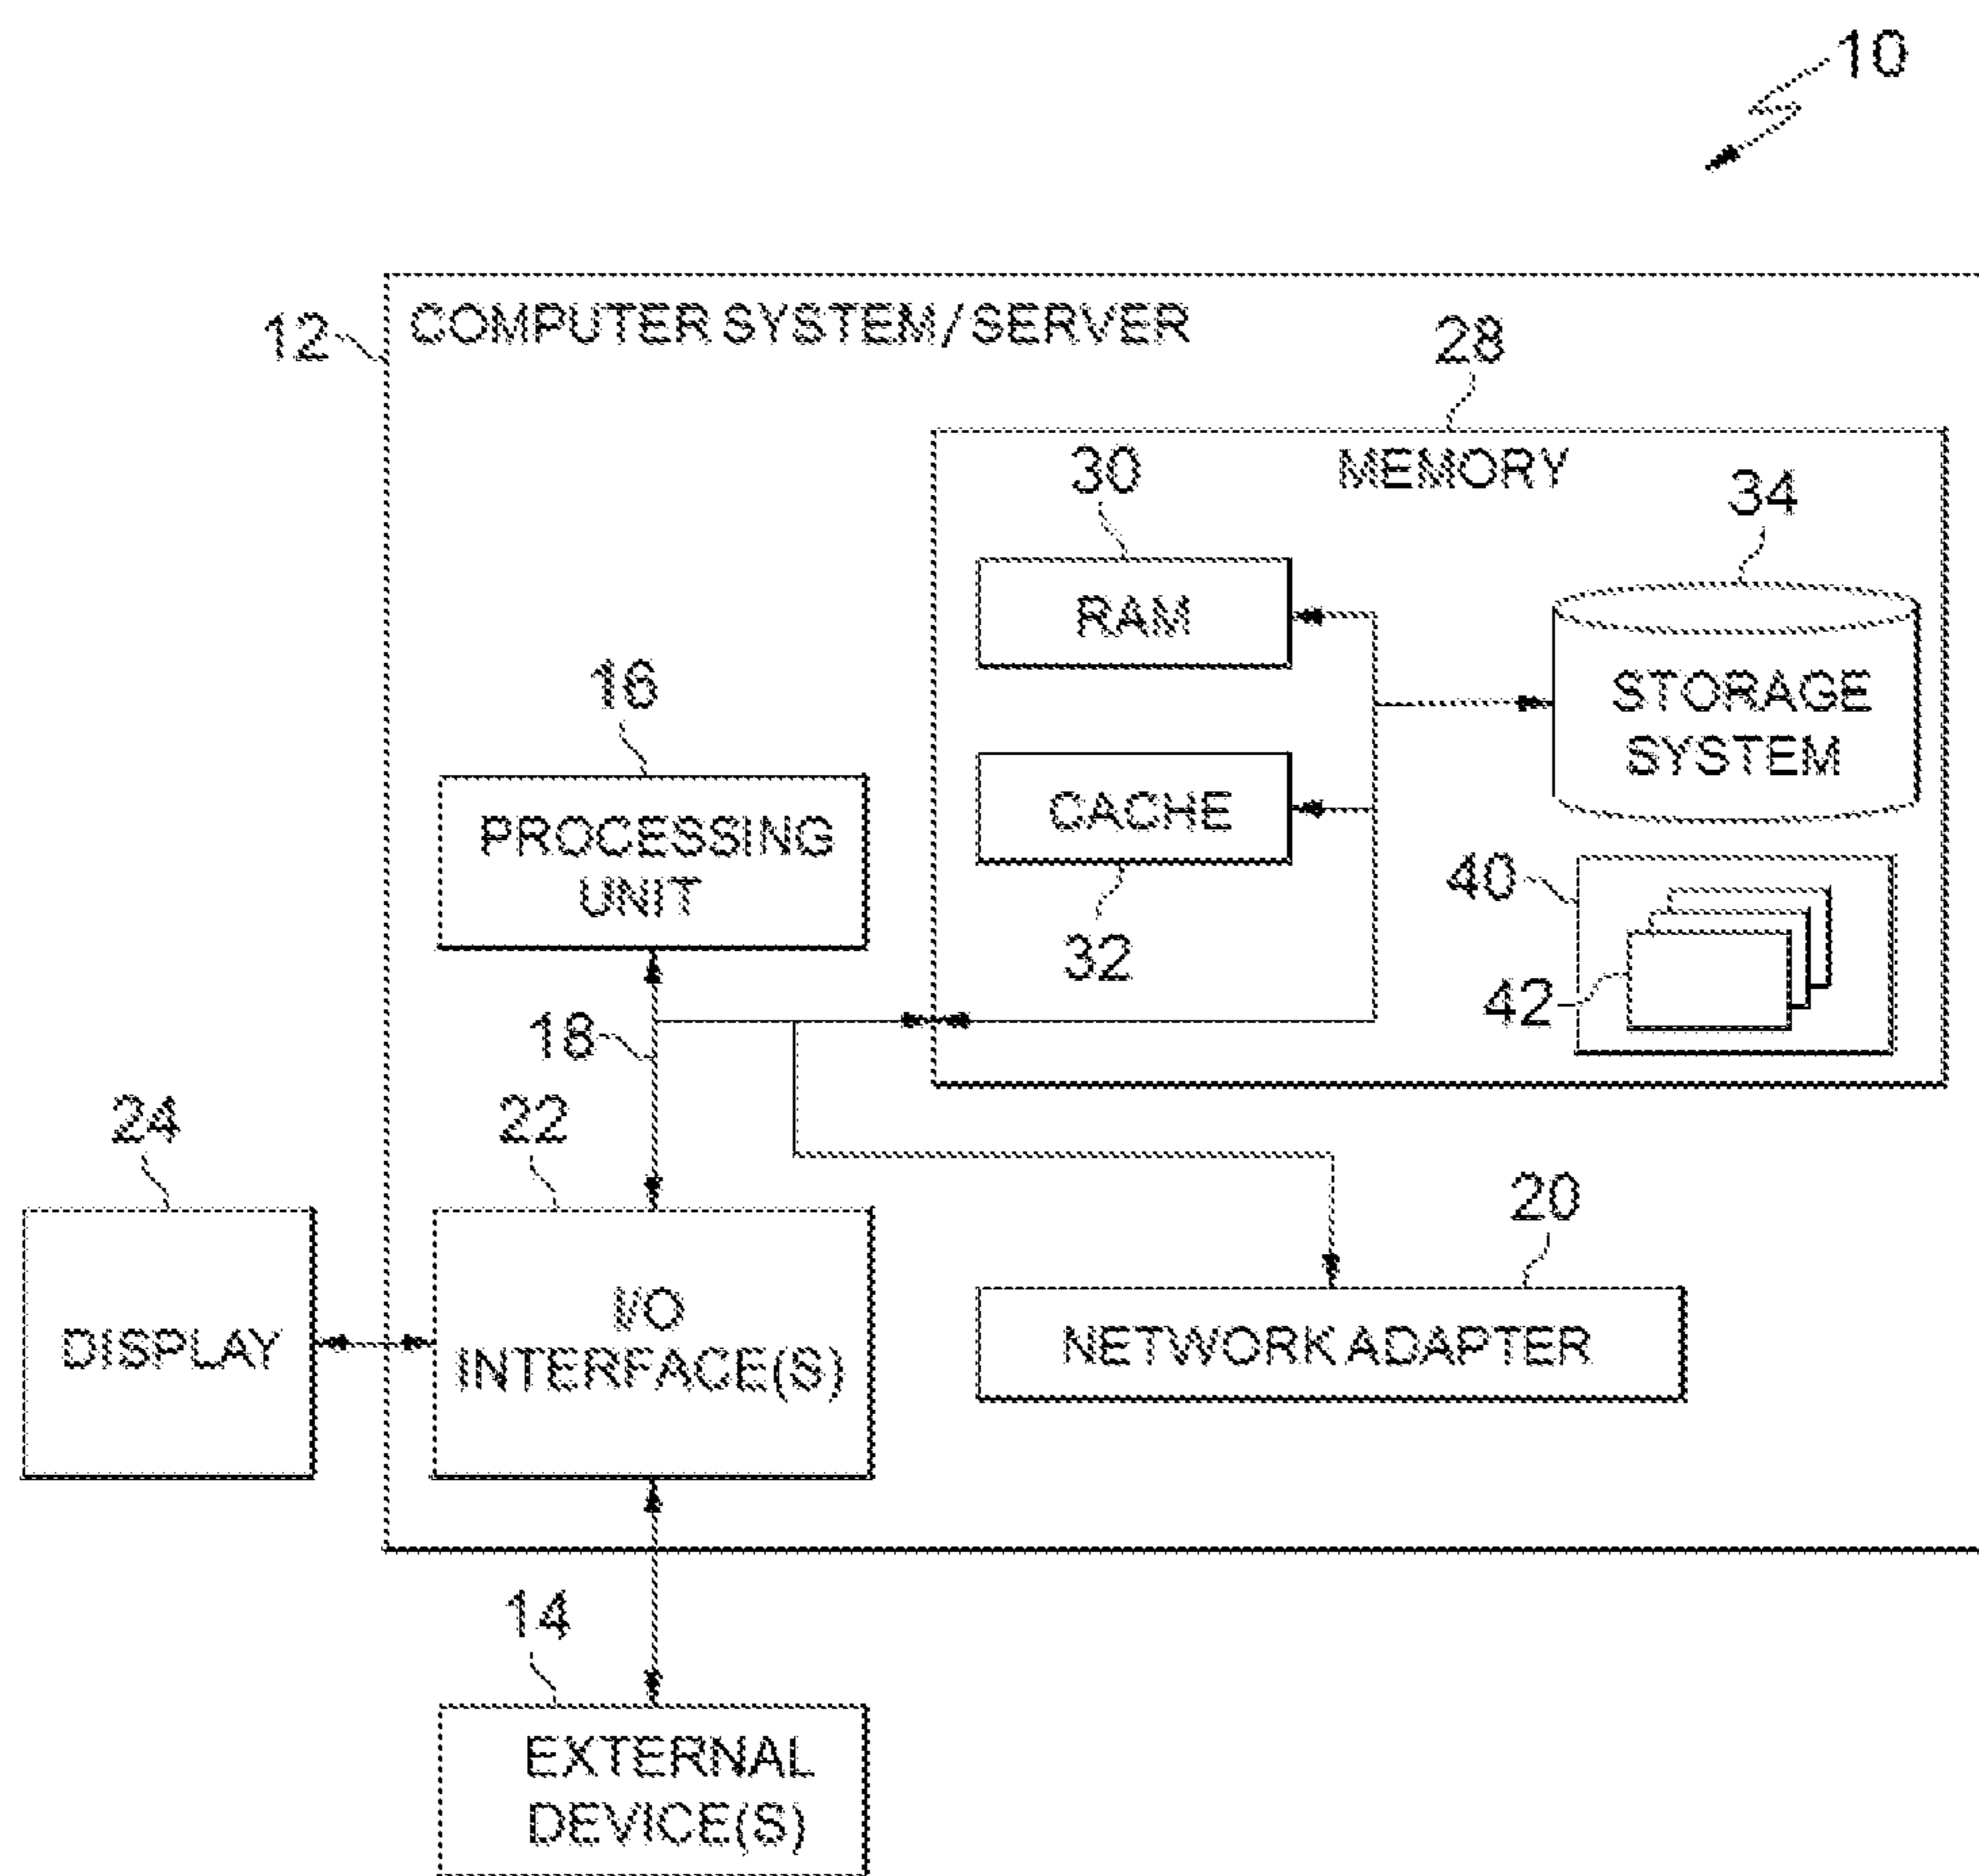 10
12
COMPUTER SYSTEM/SERVER
28
MEMORY
30
34
RAM
STORAGE
SYSTEM
16
CACHE
PROCESSING
UNIT
40
32
42
18
24
22
20
DISPLAY
I/O
INTERFACE(S)
NETWORK ADAPTER
14
EXTERNAL
DEVICE(S)